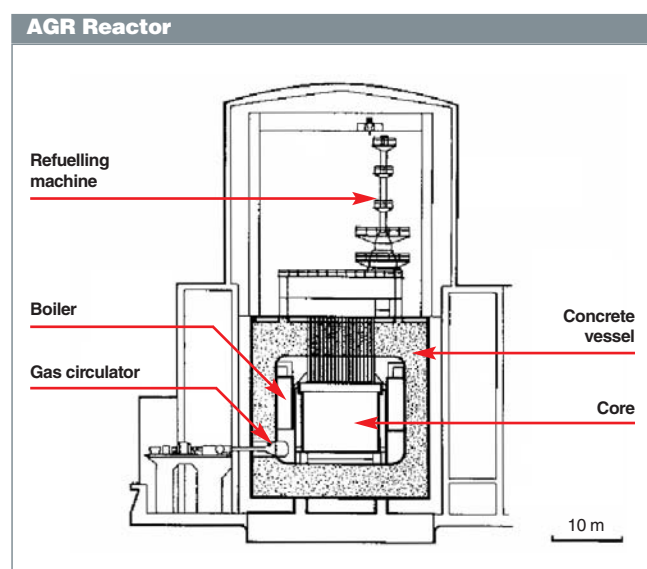 AGR Reactor
Refuelling
machine
Boiler
Gas circulator
Concrete
vessel
Core
10 m